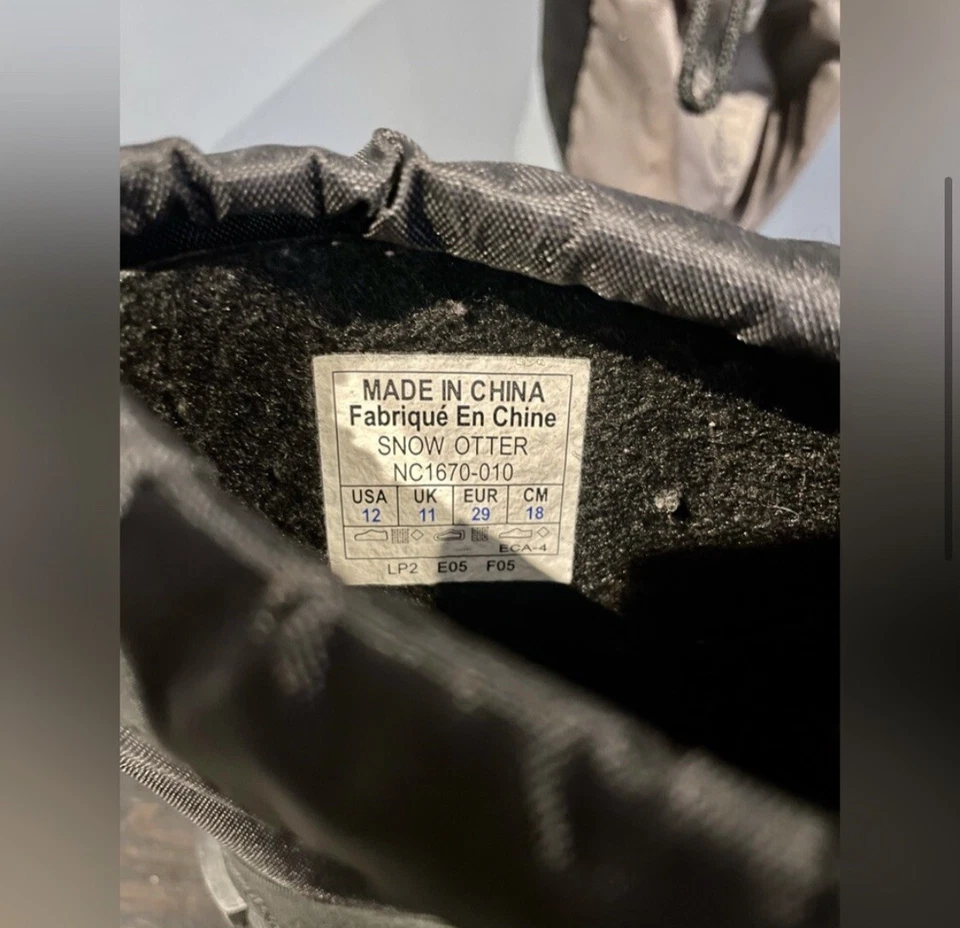 MADE IN CHINA
Fabriqué En Chine
SNOW OTTER
NC1670-010
USA UK EUR CM
12 11 29 18
ECA-4
LP2 E05 F05